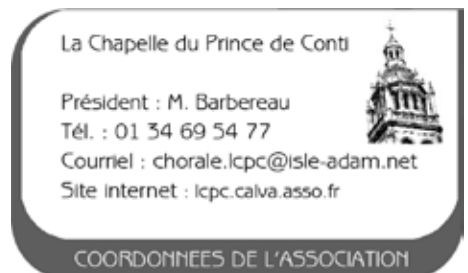 La Chapelle du Prince de Conti
Président : M. Barbereau
Tél. : 01 34 69 54 77
Courriel : chorale.lcpc@isle-adam.net
Site internet : lcpc.calva.asso.fr
COORDONNEES DE L'ASSOCIATION